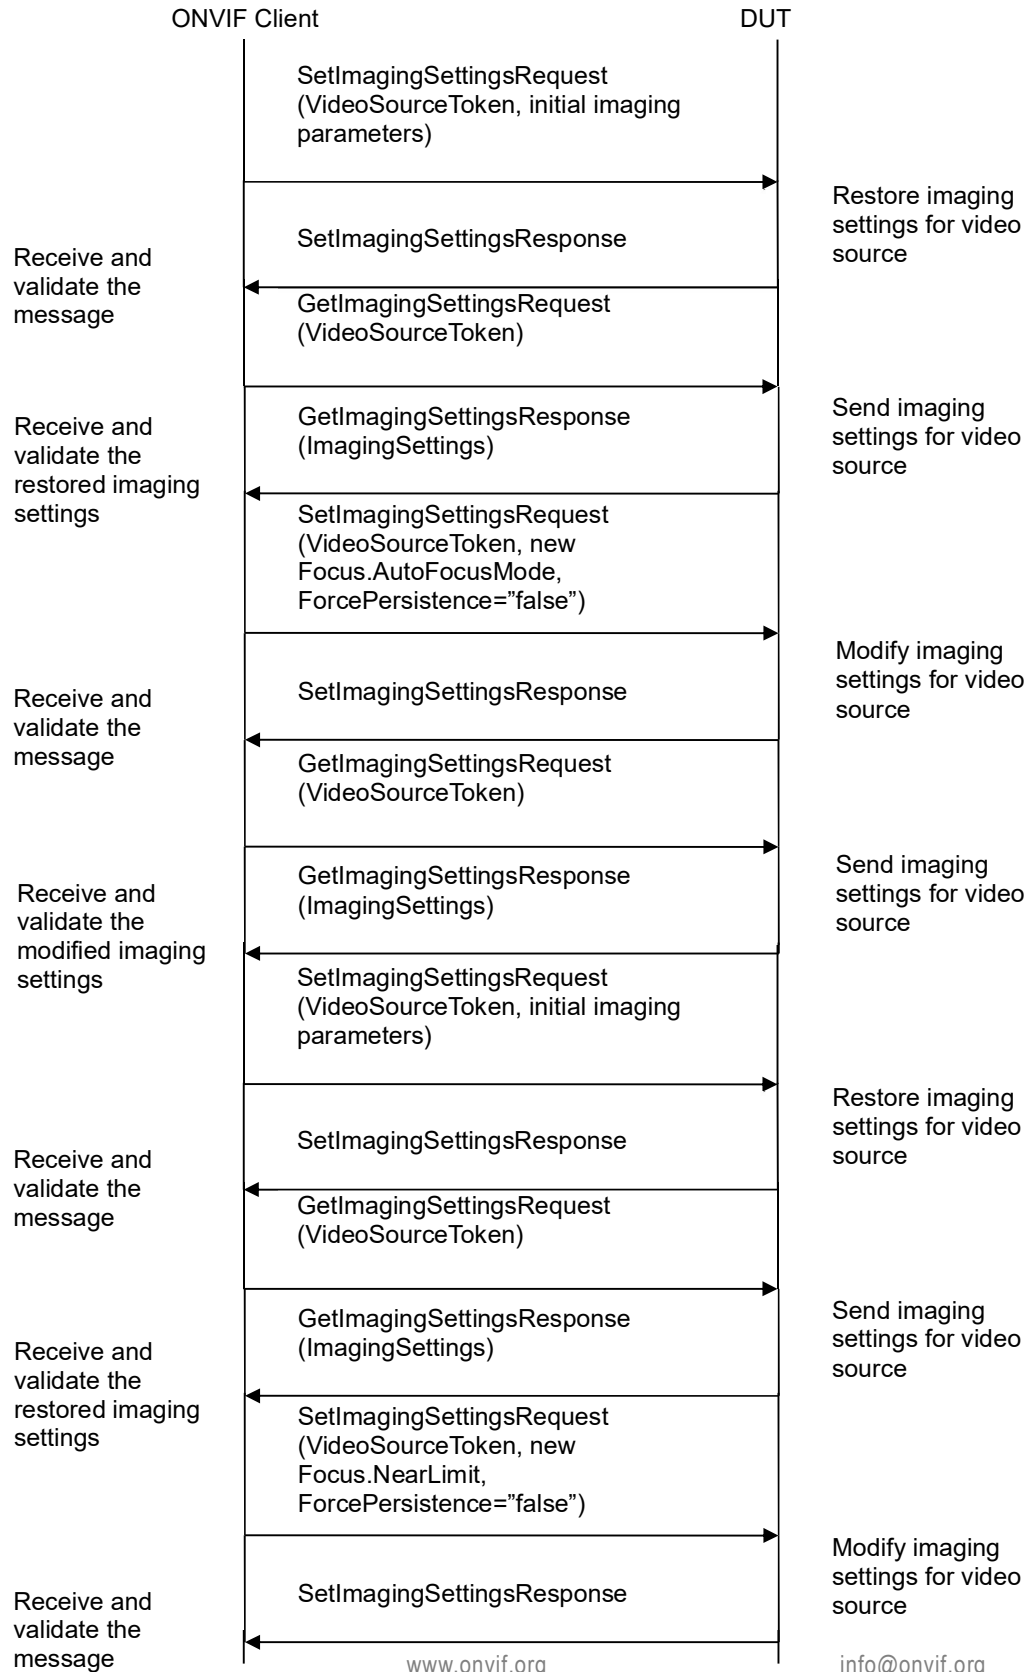 ONVIF Client
DUT
SetImagingSettingsRequest
(VideoSourceToken, initial imaging
parameters)
Restore imaging
settings for video
source
SetImagingSettingsResponse
Receive and
validate the
message
GetImagingSettingsRequest
(VideoSourceToken)
Send imaging
settings for video
source
GetImagingSettingsResponse
(ImagingSettings)
Receive and
validate the
restored imaging
settings
SetImagingSettingsRequest
(VideoSourceToken, new
Focus.AutoFocusMode,
ForcePersistence=”false”)
Modify imaging
settings for video
source
SetImagingSettingsResponse
Receive and
validate the
message
GetImagingSettingsRequest
(VideoSourceToken)
Send imaging
settings for video
source
GetImagingSettingsResponse
(ImagingSettings)
Receive and
validate the
modified imaging
settings
SetImagingSettingsRequest
(VideoSourceToken, initial imaging
parameters)
Restore imaging
settings for video
source
SetImagingSettingsResponse
Receive and
validate the
message
GetImagingSettingsRequest
(VideoSourceToken)
Send imaging
settings for video
source
GetImagingSettingsResponse
(ImagingSettings)
Receive and
validate the
restored imaging
settings
SetImagingSettingsRequest
(VideoSourceToken, new
Focus.NearLimit,
ForcePersistence=”false”)
Modify imaging
settings for video
source
SetImagingSettingsResponse
Receive and
validate the
message
www.onvif.org
info@onvif.org